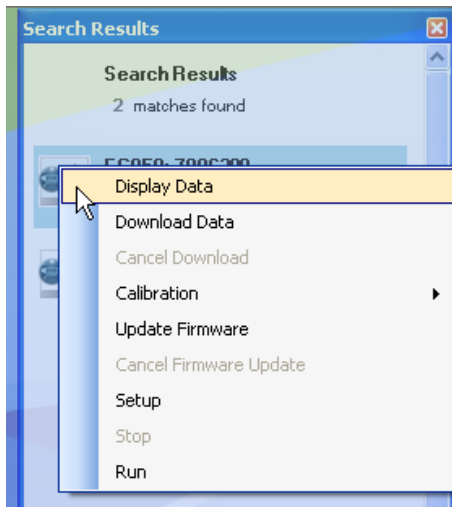 Search Results
Search Results
2 matches found
Display Data
Download Data
Cancel Download
Calibration
Update Firmware
Cancel Firmware Update
Setup
Stop
Run